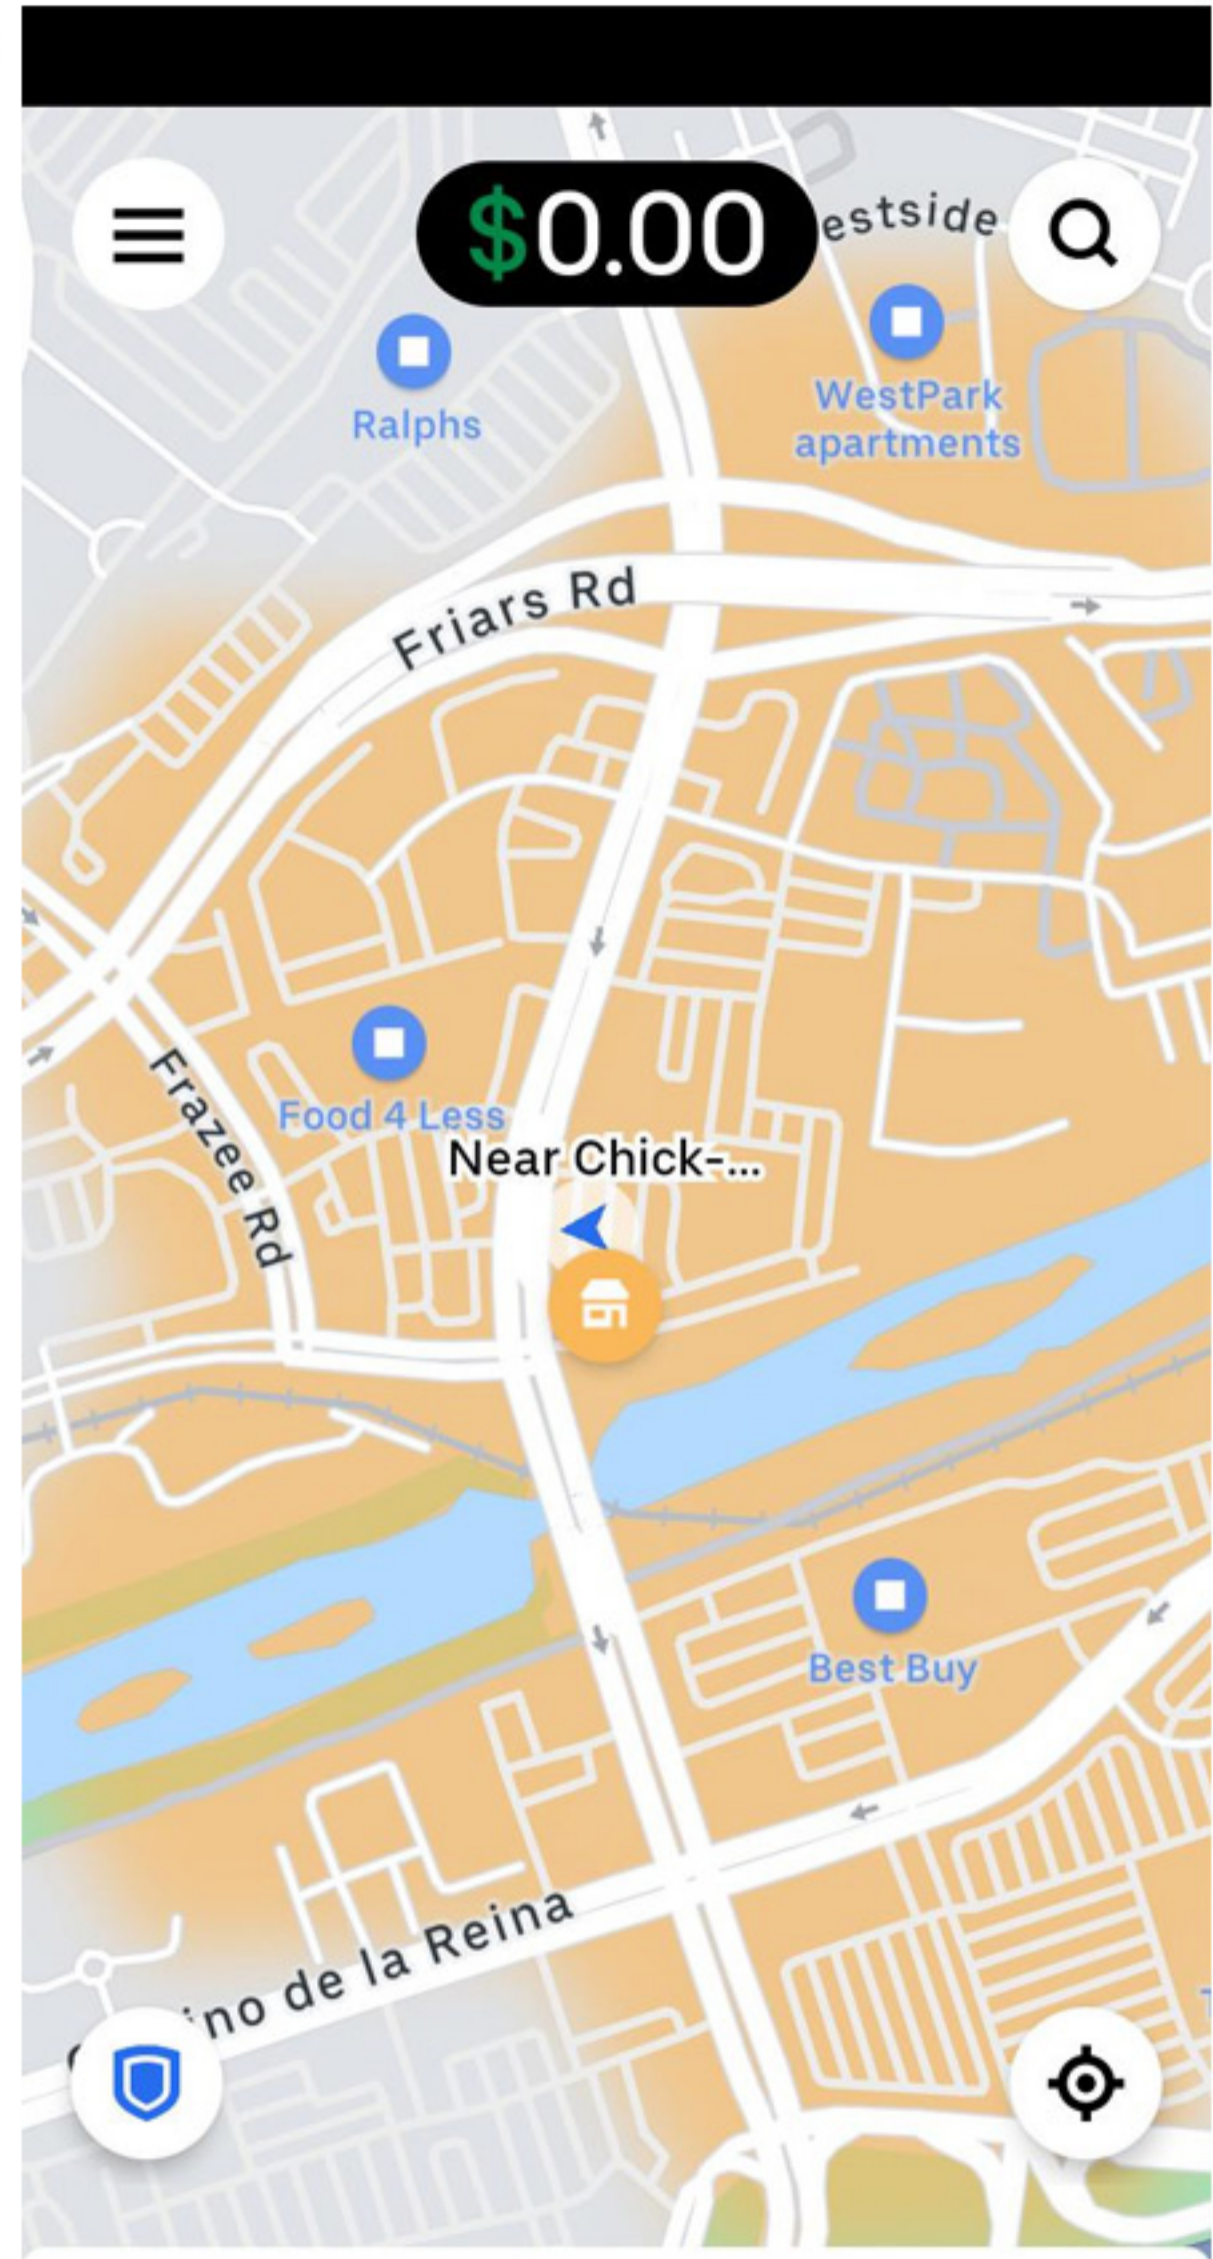 $0.00
estside
Ralphs
WestPark
apartments
Friars Rd
Food 4 Less
Frazee Rd
Near Chick-...
Best Buy
ino de la Reina